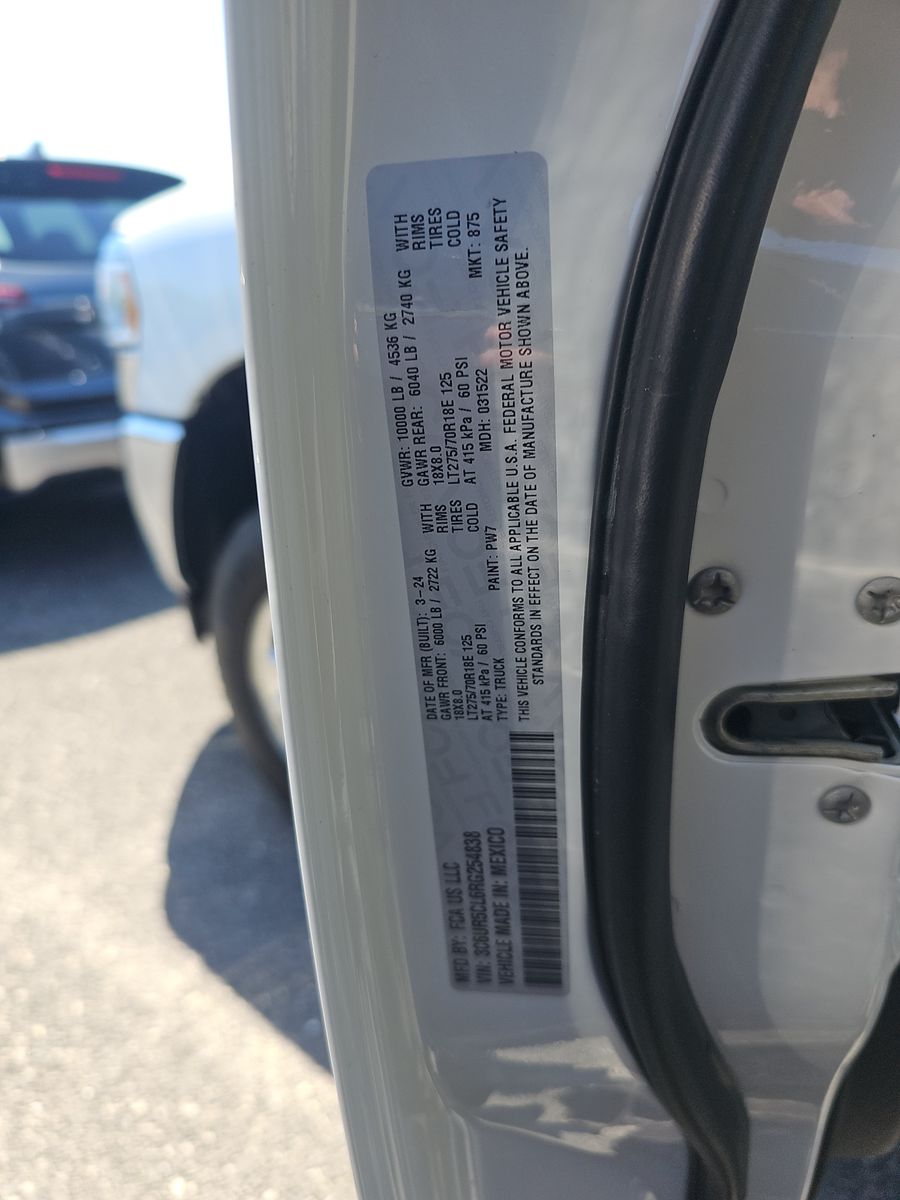 MFD BY: FCA US LLC
VIN: 3C6UR5CL6RG254838
VEHICLE MADE IN: MEXICO
DATE OF MFR (BUILT): 3-24
GAWR FRONT: 6000 LB / 2722 KG WITH
18X8.0 RIMS
LT275/70R18E 125 TIRES
AT 415 kPa / 60 PSI COLD
GVWR: 10000 LB / 4536 KG
GAWR REAR: 6040 LB / 2740 KG WITH
18X8.0 RIMS
LT275/70R18E 125 TIRES
AT 415 kPa / 60 PSI COLD
TYPE: TRUCK PAINT: PW7 MDH: 031522 MKT: 875
THIS VEHICLE CONFORMS TO ALL APPLICABLE U.S.A. FEDERAL MOTOR VEHICLE SAFETY
STANDARDS IN EFFECT ON THE DATE OF MANUFACTURE SHOWN ABOVE.